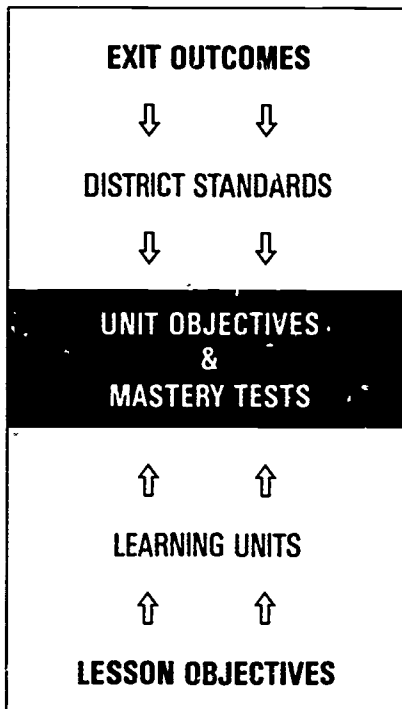 EXIT OUTCOMES
DISTRICT STANDARDS
UNIT OBJECTIVES
&
MASTERY TESTS
LEARNING UNITS
LESSON OBJECTIVES